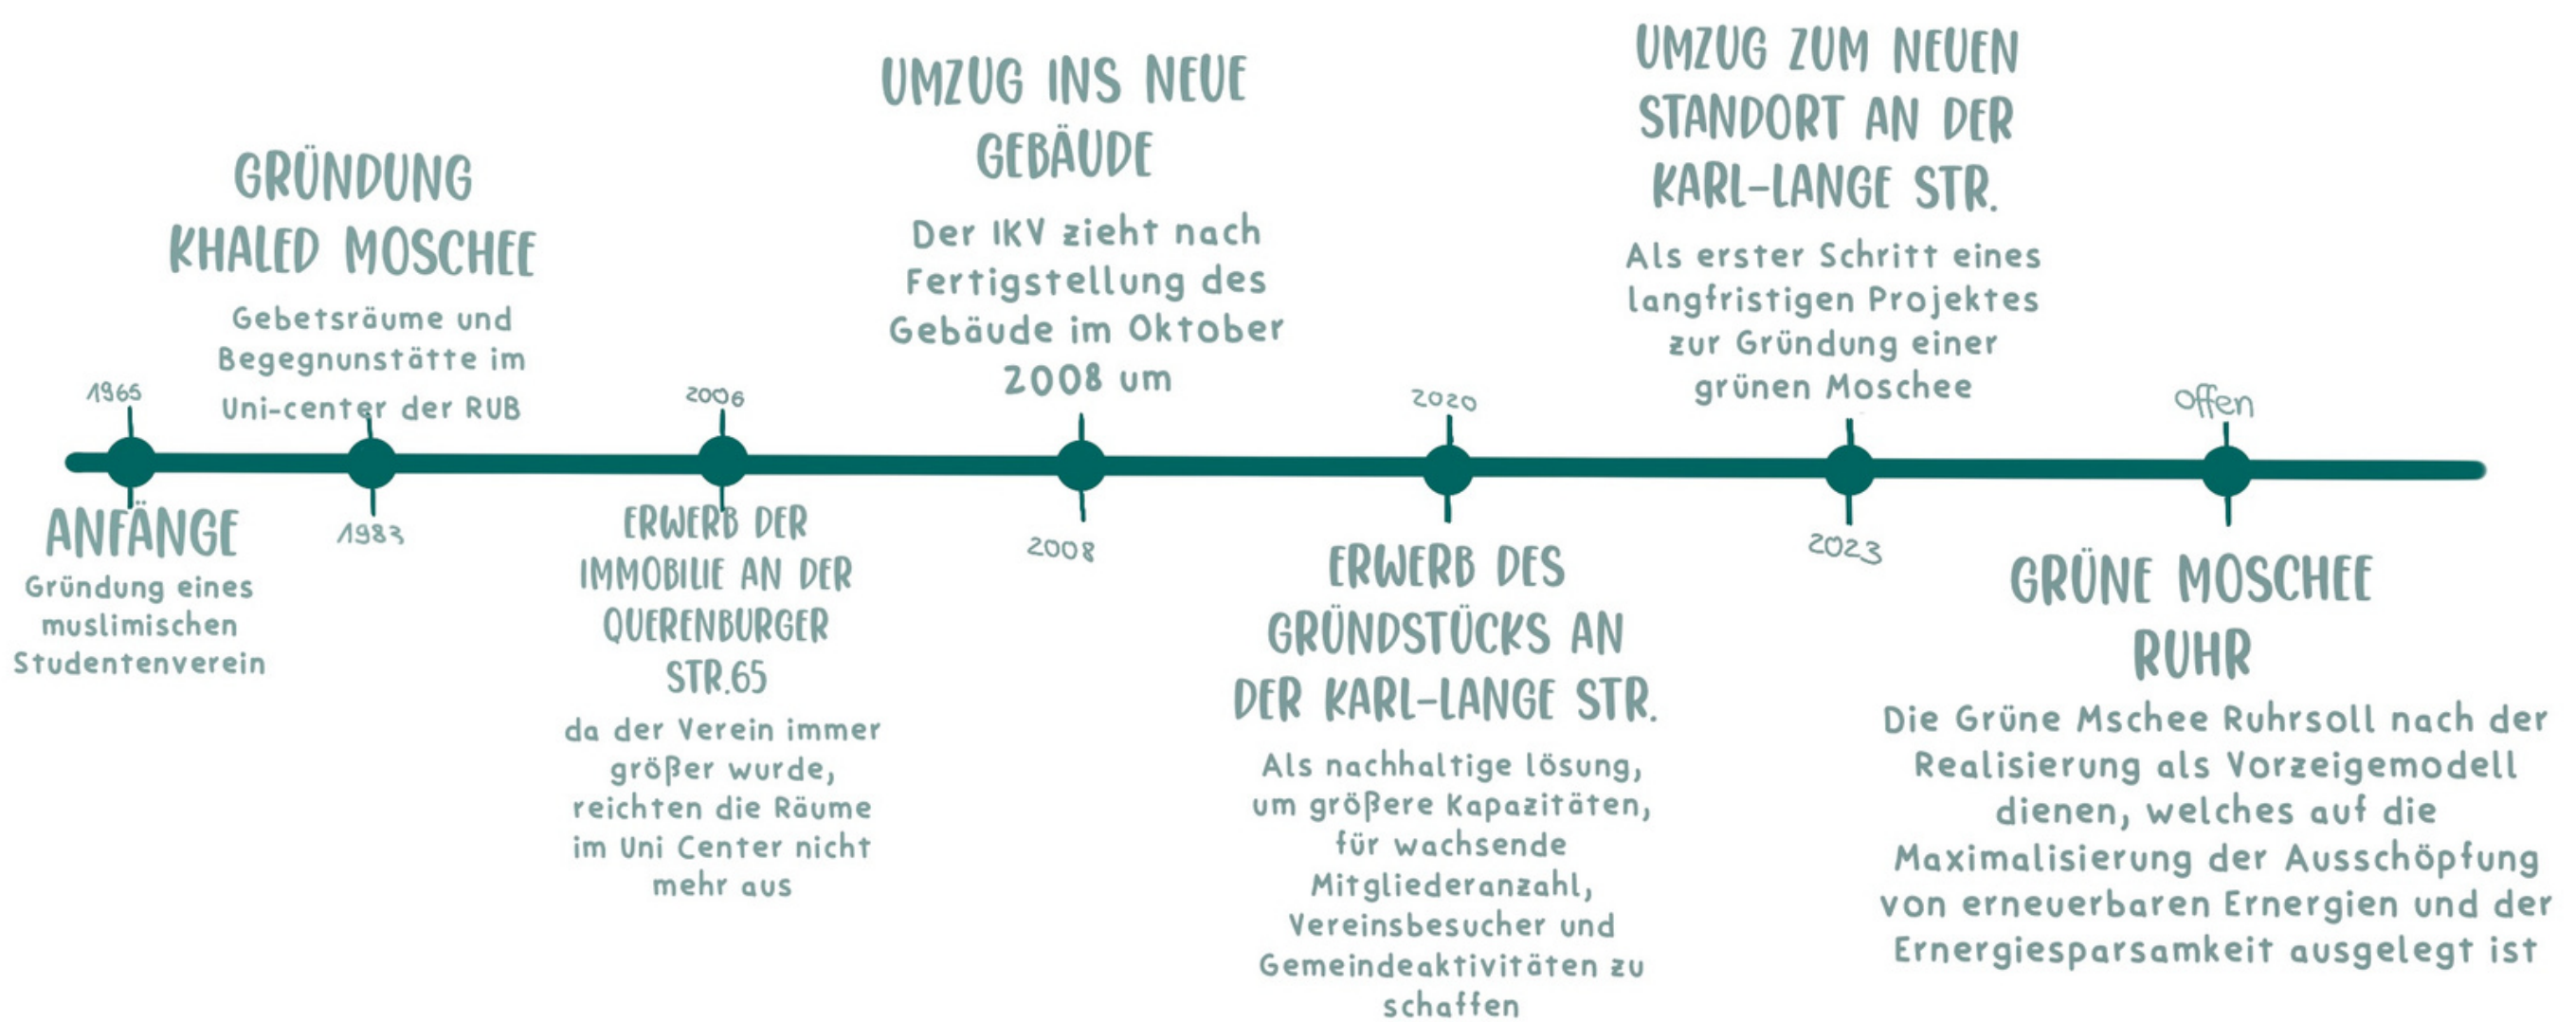 1965
ANFÄNGE
Gründung eines
muslimischen
Studentenverein
GRÜNDUNG
KHALED MOSCHEE
Gebetsräume und
Begegnunstätte im
Uni-center der RUB
1983
2006
ERWERB DER
IMMOBILIE AN DER
QUERENBURGER
STR.65
da der Verein immer
größer wurde,
reichten die Räume
im Uni Center nicht
mehr aus
UMZUG INS NEUE
GEBÄUDE
Der IKV zieht nach
Fertigstellung des
Gebäude im Oktober
2008 um
2008
2020
ERWERB DES
GRÜNDSTÜCKS AN
DER KARL-LANGE STR.
Als nachhaltige lösung,
um größere Kapazitäten,
für wachsende
Mitgliederanzahl,
Vereinsbesucher und
Gemeindeaktivitäten zu
schaffen
UMZUG ZUM NEUEN
STANDORT AN DER
KARL-LANGE STR.
Als erster Schritt eines
langfristigen Projektes
zur Gründung einer
grünen Moschee
2023
offen
GRÜNE MOSCHEE
RUHR
Die Grüne Mschee Ruhrsoll nach der
Realisierung als Vorzeigemodell
dienen, welches auf die
Maximalisierung der Ausschöpfung
von erneuerbaren Ernergien und der
Ernergiesparsamkeit ausgelegt ist